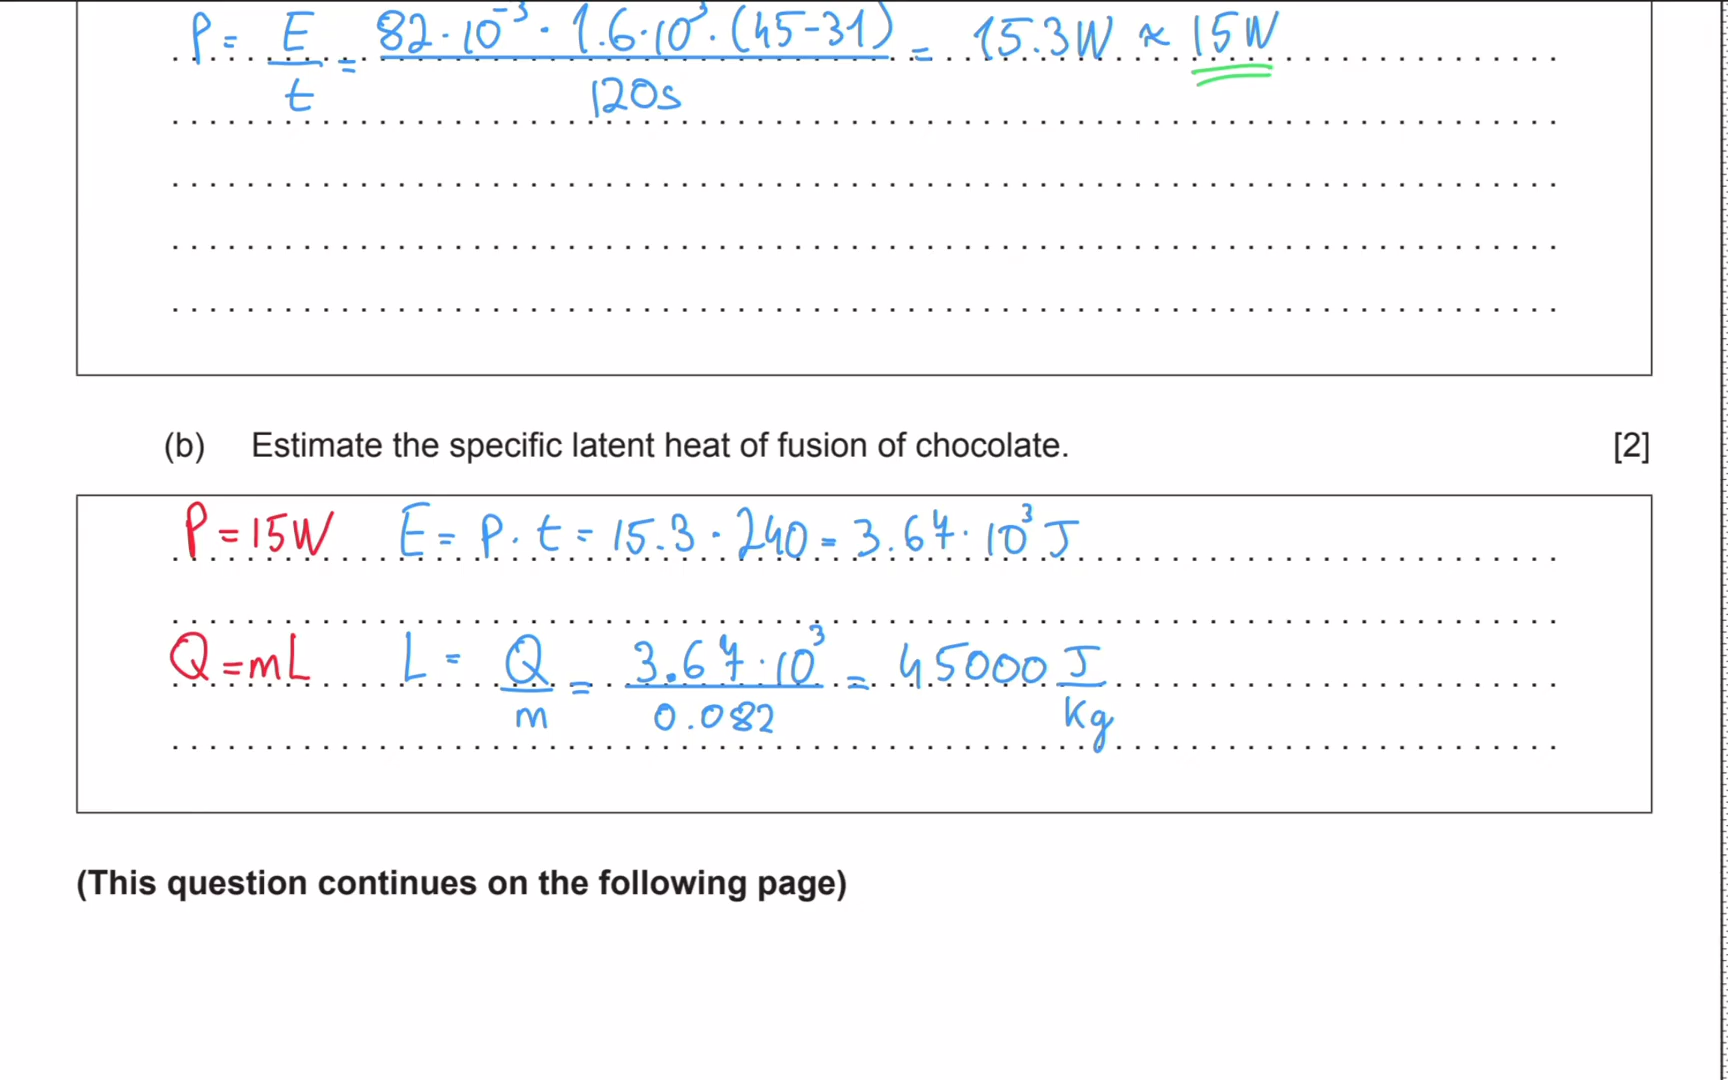 P = E/t = 82·10⁻³ · 1.6·10³ · (45-31) / 120s = 15.3W ≈ 15W
(b) Estimate the specific latent heat of fusion of chocolate. [2]
P = 15W E = P · t = 15.3 · 240 = 3.67 · 10³ J
Q = mL L = Q/m = 3.67 · 10³ / 0.082 = 45000 J/kg
(This question continues on the following page)